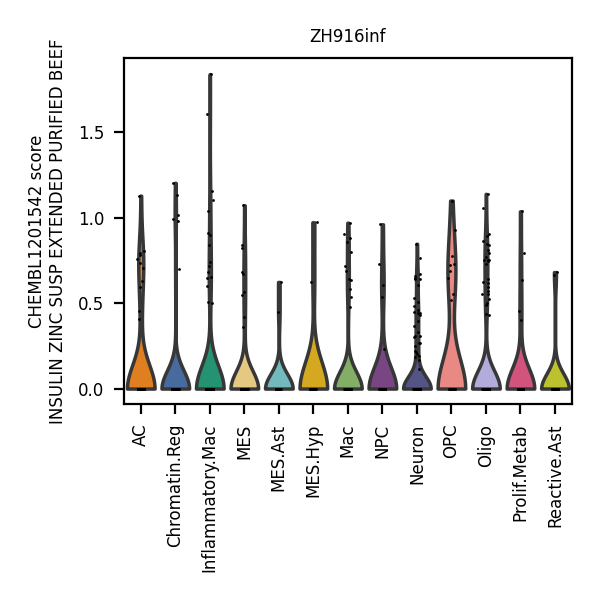 ZH916inf
CHEMBL1201542 score
INSULIN ZINC SUSP EXTENDED PURIFIED BEEF
1.5
1.0
0.5
0.0
AC
Chromatin.Reg
Inflammatory.Mac
MES
MES.Ast
MES.Hyp
Mac
NPC
Neuron
OPC
Oligo
Prolif.Metab
Reactive.Ast